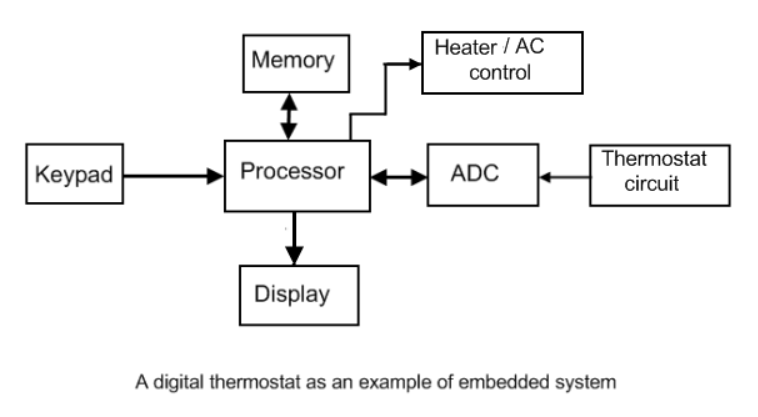 Memory
Heater / AC
control
Keypad
Processor
ADC
Thermostat
circuit
Display
A digital thermostat as an example of embedded system